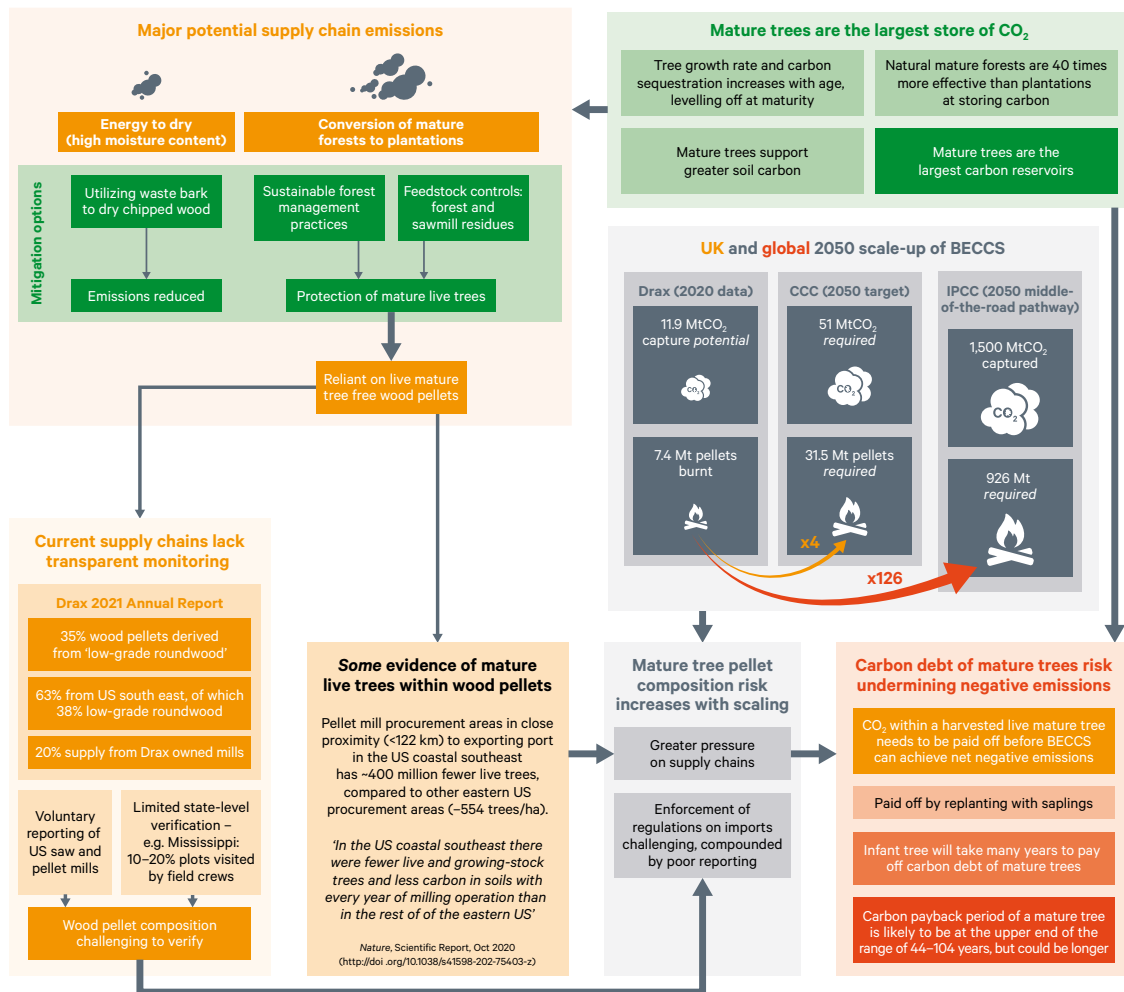 Major potential supply chain emissions
Energy to dry
(high moisture content)
Conversion of mature
forests to plantations
Mitigation options
Utilizing waste bark
to dry chipped wood
Sustainable forest
management
practices
Feedstock controls:
forest and
sawmill residues
Emissions reduced
Protection of mature live trees
Reliant on live mature
tree free wood pellets
Mature trees are the largest store of CO₂
Tree growth rate and carbon
sequestration increases with age,
levelling off at maturity
Natural mature forests are 40 times
more effective than plantations
at storing carbon
Mature trees support
greater soil carbon
Mature trees are the
largest carbon reservoirs
UK and global 2050 scale-up of BECCS
Drax (2020 data)
11.9 MtCO₂
capture potential
CO₂
7.4 Mt pellets
burnt
CCC (2050 target)
51 MtCO₂
required
CO₂
31.5 Mt pellets
required
IPCC (2050 middle-
of-the-road pathway)
1,500 MtCO₂
captured
CO₂
926 Mt
required
x4
x126
Current supply chains lack
transparent monitoring
Drax 2021 Annual Report
35% wood pellets derived
from ‘low-grade roundwood’
63% from US south east, of which
38% low-grade roundwood
20% supply from Drax owned mills
Voluntary
reporting of
US saw and
pellet mills
Limited state-level
verification –
e.g. Mississippi:
10–20% plots visited
by field crews
Wood pellet composition
challenging to verify
Some evidence of mature
live trees within wood pellets
Pellet mill procurement areas in close
proximity (<122 km) to exporting port
in the US coastal southeast
has ~400 million fewer live trees,
compared to other eastern US
procurement areas (–554 trees/ha).
‘In the US coastal southeast there
were fewer live and growing-stock
trees and less carbon in soils with
every year of milling operation than
in the rest of of the eastern US’
Nature, Scientific Report, Oct 2020
(http://doi .org/10.1038/s41598-202-75403-z)
Mature tree pellet
composition risk
increases with scaling
Greater pressure
on supply chains
Enforcement of
regulations on imports
challenging, compounded
by poor reporting
Carbon debt of mature trees risk
undermining negative emissions
CO₂ within a harvested live mature tree
needs to be paid off before BECCS
can achieve net negative emissions
Paid off by replanting with saplings
Infant tree will take many years to pay
off carbon debt of mature trees
Carbon payback period of a mature tree
is likely to be at the upper end of the
range of 44–104 years, but could be longer